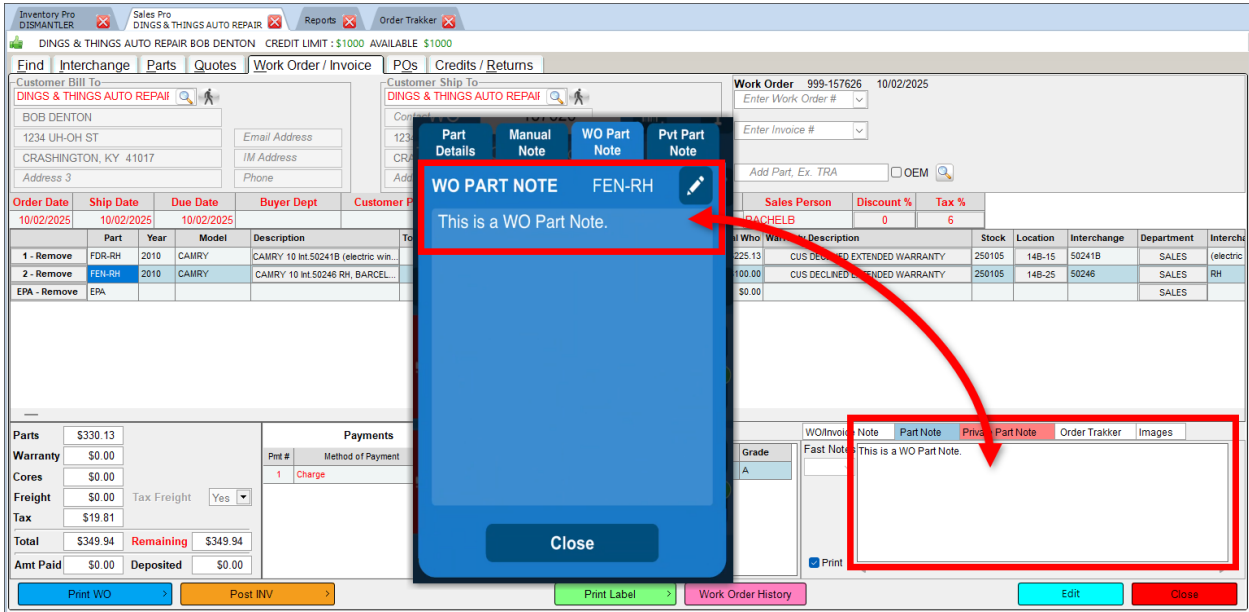 Inventory Pro
DISMANTLER
Sales Pro
DINGS & THINGS AUTO REPAIR
Reports
Order Trakker
DINGS & THINGS AUTO REPAIR BOB DENTON CREDIT LIMIT : $1000 AVAILABLE $1000
Find Interchange Parts Quotes Work Order / Invoice POs Credits / Returns
Customer Bill To
DINGS & THINGS AUTO REPAIF
BOB DENTON
1234 UH-OH ST
Email Address
CRASHINGTON, KY 41017
IM Address
Address 3
Phone
Customer Ship To
DINGS & THINGS AUTO REPAIF
Work Order 999-157626 10/02/2025
Enter Work Order #
Enter Invoice #
Add Part, Ex. TRA
OEM
Order Date Ship Date Due Date Buyer Dept Customer P
Sales Person Discount % Tax %
10/02/2025 10/02/2025 10/02/2025
RACHELB 0 6
Part Year Model Description
Who Warranty Description Stock Location Interchange Department Intercha
1 - Remove FDR-RH 2010 CAMRY CAMRY 10 Int.50241B (electric win...
225.13 CUS DECLINED EXTENDED WARRANTY 250105 14B-15 50241B SALES (electric
2 - Remove FEN-RH 2010 CAMRY CAMRY 10 Int.50246 RH, BARCEL...
100.00 CUS DECLINED EXTENDED WARRANTY 250105 14B-25 50246 SALES RH
EPA - Remove EPA
$0.00 SALES
Part Details
Manual Note
WO Part Note
Pvt Part Note
WO PART NOTE FEN-RH
This is a WO Part Note.
Close
Parts $330.13
Warranty $0.00
Cores $0.00
Freight $0.00 Tax Freight Yes
Tax $19.81
Total $349.94 Remaining $349.94
Amt Paid $0.00 Deposited $0.00
Payments
Pmt # Method of Payment
1 Charge
Grade
A
WO/Invoice Note Part Note Private Part Note Order Trakker Images
Fast Notes
This is a WO Part Note.
Print
Print WO
Post INV
Print Label
Work Order History
Edit
Close